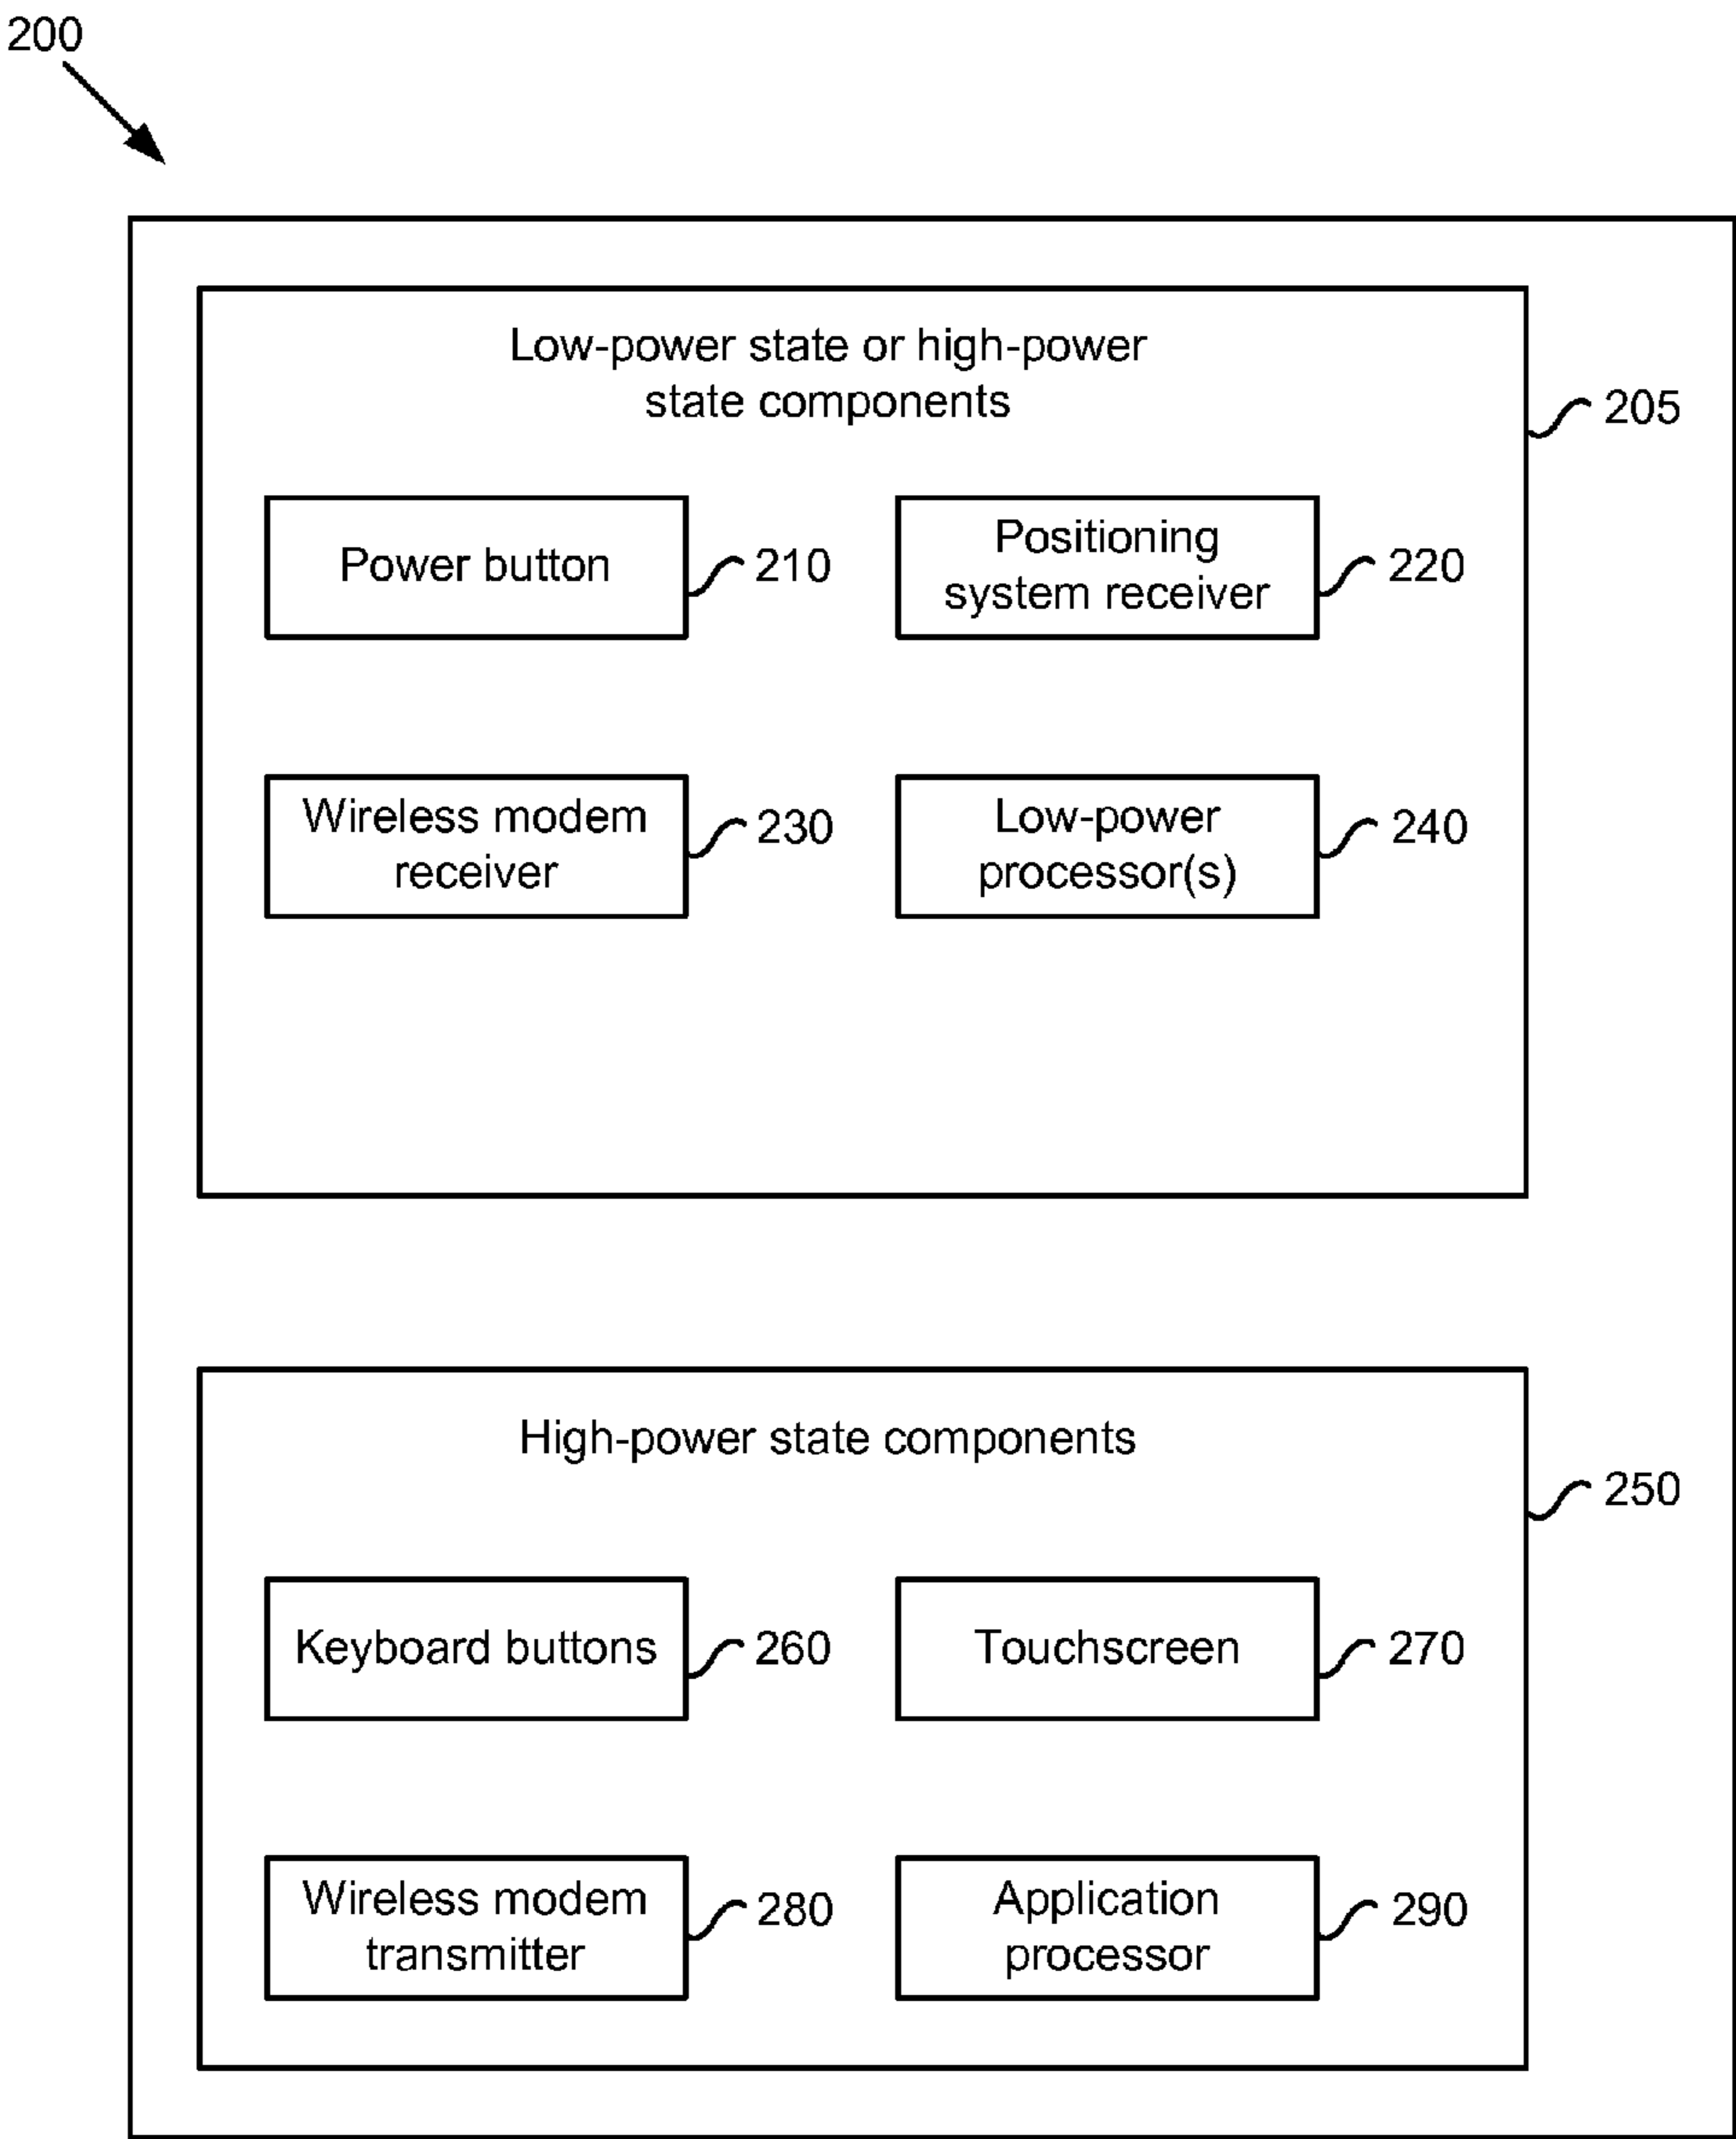 200
Low-power state or high-power
state components
205
Power button
210
Positioning
system receiver
220
Wireless modem
receiver
230
Low-power
processor(s)
240
High-power state components
250
Keyboard buttons
260
Touchscreen
270
Wireless modem
transmitter
280
Application
processor
290